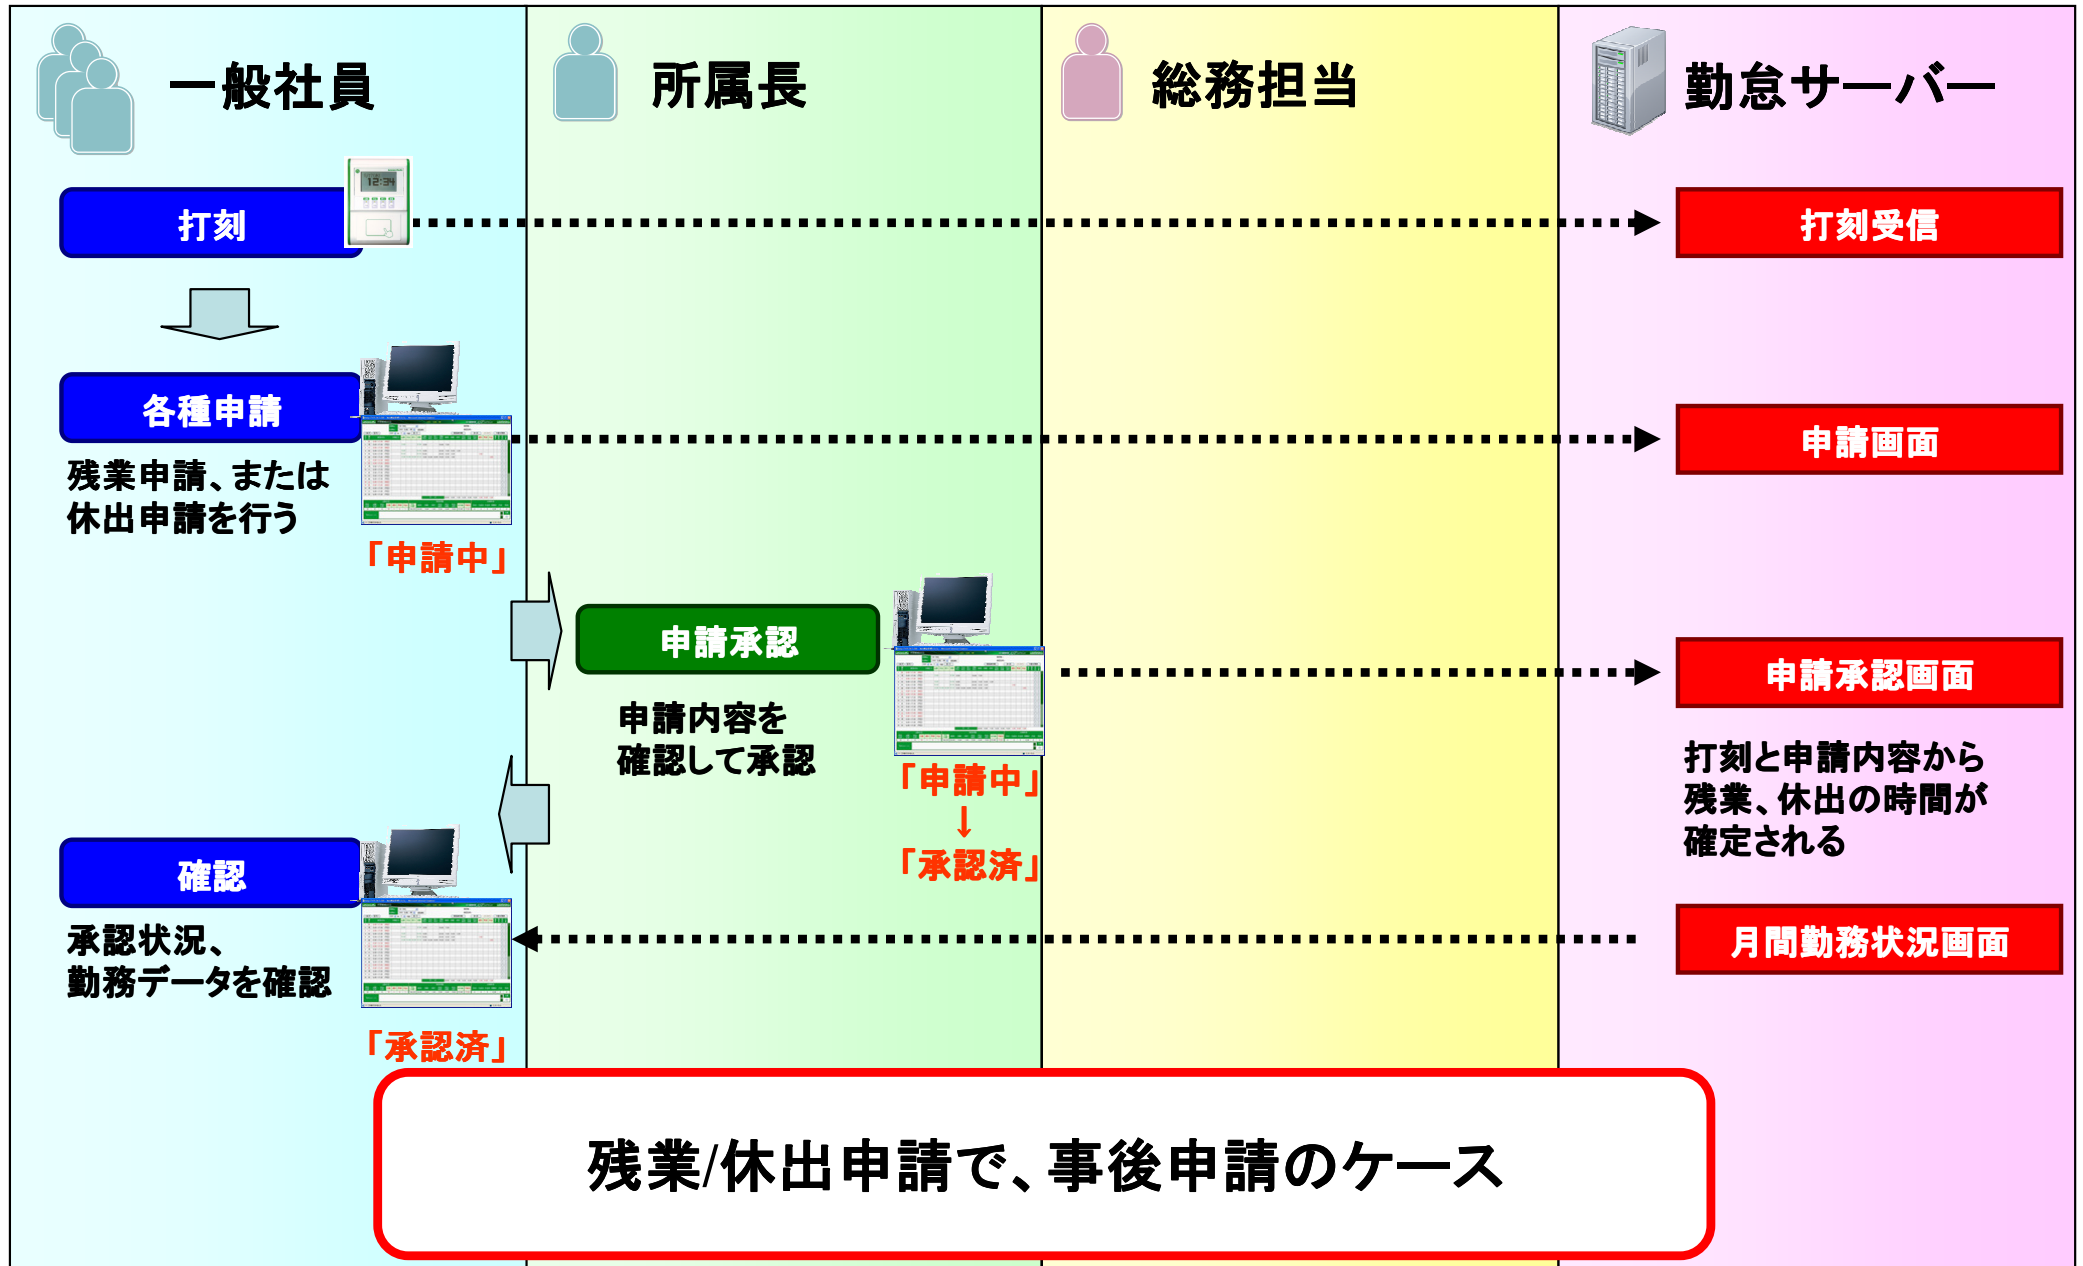 一般社員
所属長
総務担当
勤怠サーバー
打刻
12:34
打刻受信
各種申請
申請画面
残業申請、または
休出申請を行う
「申請中」
申請承認
申請承認画面
申請内容を
確認して承認
「申請中」
↓
「承認済」
打刻と申請内容から
残業、休出の時間が
確定される
確認
月間勤務状況画面
承認状況、
勤務データを確認
「承認済」
残業/休出申請で、事後申請のケース